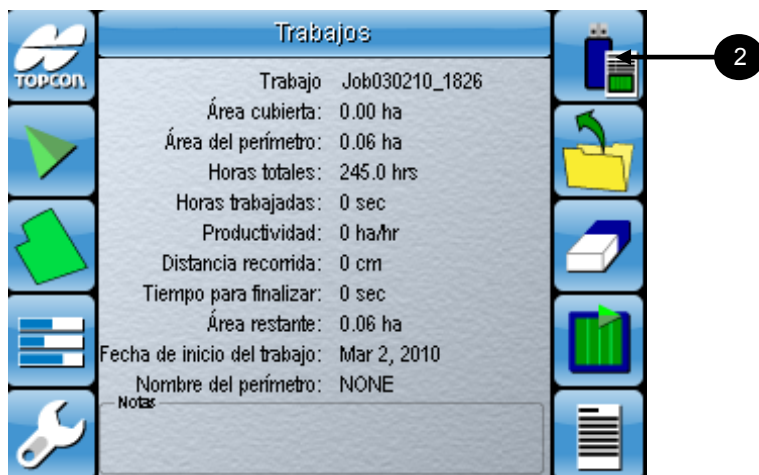 Trabajos
2
TOPCON
Trabajo Job030210_1826
Área cubierta: 0.00 ha
Área del perímetro: 0.06 ha
Horas totales: 245.0 hrs
Horas trabajadas: 0 sec
Productividad: 0 ha/hr
Distancia recorrida: 0 cm
Tiempo para finalizar: 0 sec
Área restante: 0.06 ha
Fecha de inicio del trabajo: Mar 2, 2010
Nombre del perímetro: NONE
Notas